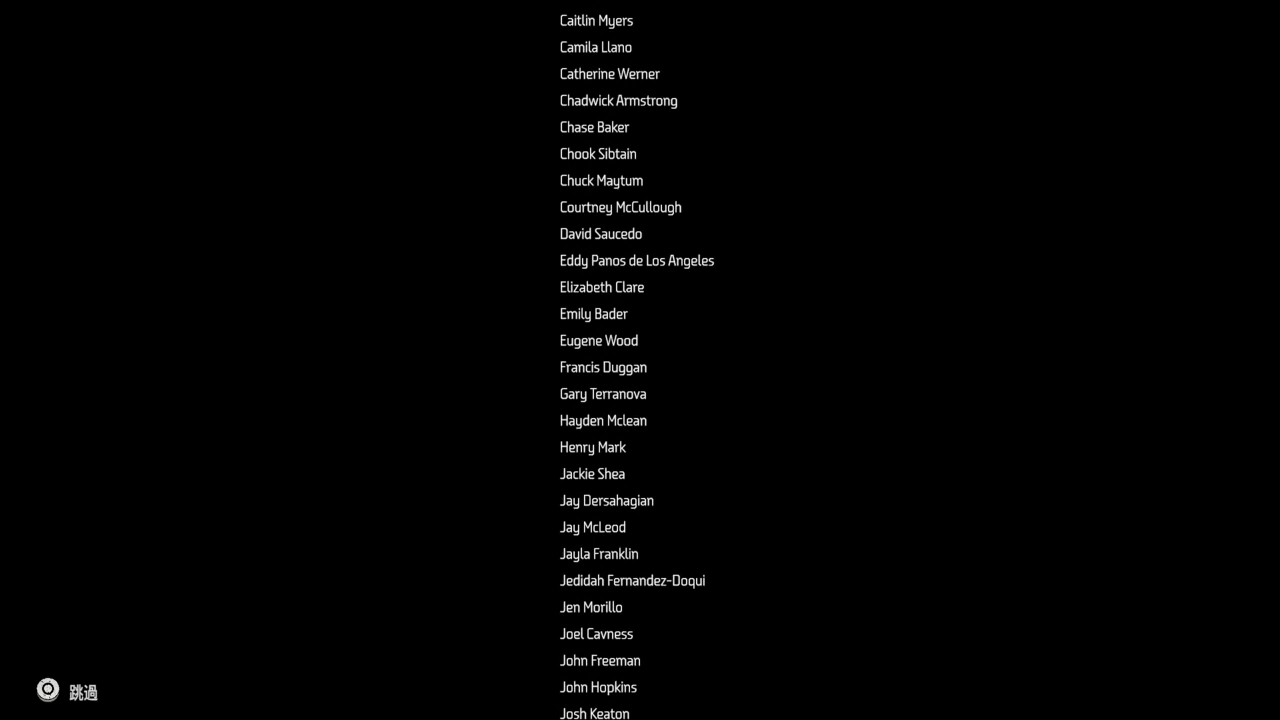 Caitlin Myers
Camila Llano
Catherine Werner
Chadwick Armstrong
Chase Baker
Chook Sibtain
Chuck Maytum
Courtney McCullough
David Saucedo
Eddy Panos de Los Angeles
Elizabeth Clare
Emily Bader
Eugene Wood
Francis Duggan
Gary Terranova
Hayden Mclean
Henry Mark
Jackie Shea
Jay Dersahagian
Jay McLeod
Jayla Franklin
Jedidah Fernandez-Doqui
Jen Morillo
Joel Cavness
John Freeman
John Hopkins
Josh Keaton
跳過